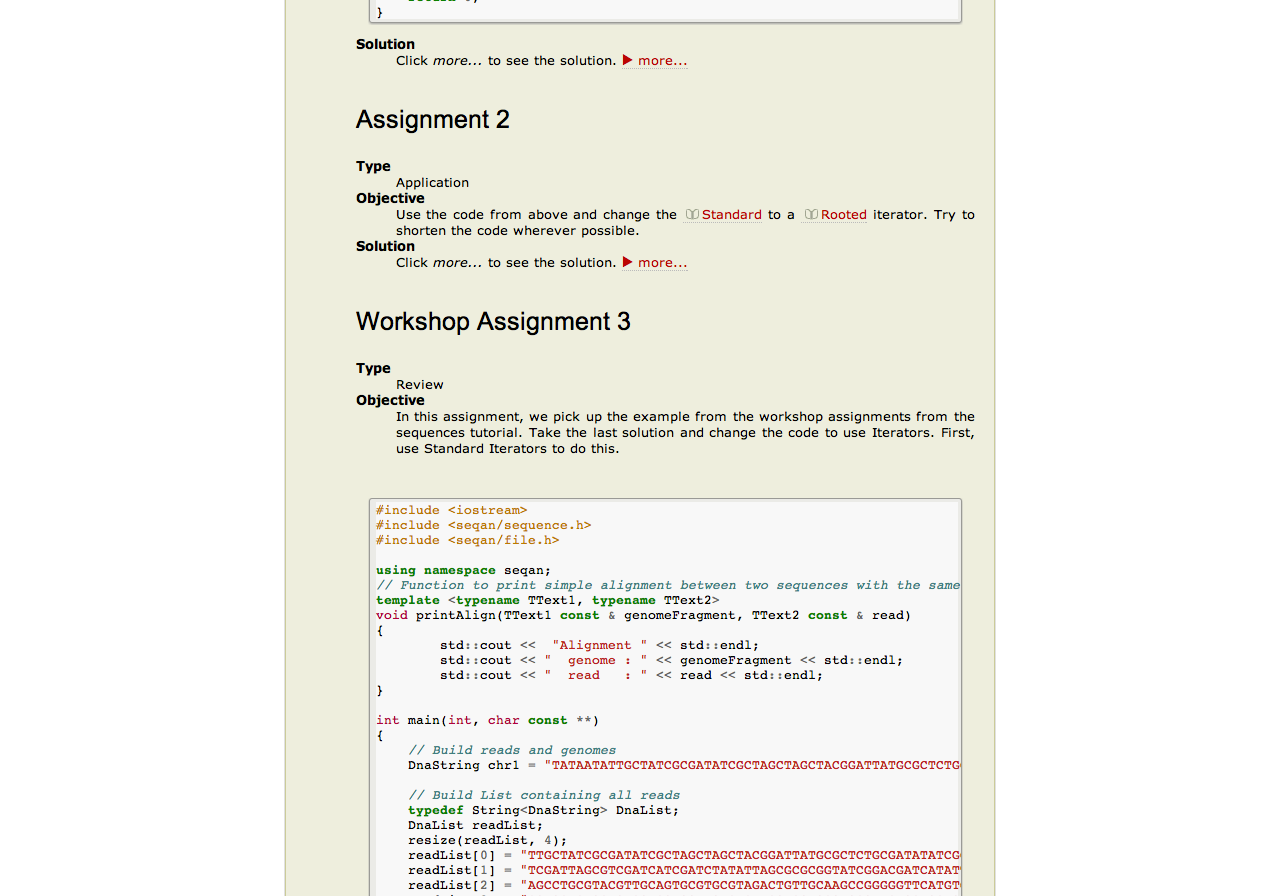 }
Solution
Click more... to see the solution. ▶ more...
Assignment 2
Type
Application
Objective
Use the code from above and change the Standard to a Rooted iterator. Try to
shorten the code wherever possible.
Solution
Click more... to see the solution. ▶ more...
Workshop Assignment 3
Type
Review
Objective
In this assignment, we pick up the example from the workshop assignments from the
sequences tutorial. Take the last solution and change the code to use Iterators. First,
use Standard Iterators to do this.
#include <iostream>
#include <seqan/sequence.h>
#include <seqan/file.h>
using namespace seqan;
// Function to print simple alignment between two sequences with the same
template <typename TText1, typename TText2>
void printAlign(TText1 const & genomeFragment, TText2 const & read)
{
std::cout <<  "Alignment " << std::endl;
std::cout << "  genome : " << genomeFragment << std::endl;
std::cout << "  read   : " << read << std::endl;
}
int main(int, char const **)
{
// Build reads and genomes
DnaString chr1 = "TATAATATTGCTATCGCGATATCGCTAGCTAGCTACGGATTATGCGCTCTG
// Build List containing all reads
typedef String<DnaString> DnaList;
DnaList readList;
resize(readList, 4);
readList[0] = "TTGCTATCGCGATATCGCTAGCTAGCTACGGATTATGCGCTCTGCGATATATCG
readList[1] = "TCGATTAGCGTCGATCATCGATCTATATTAGCGCGCGGTATCGGACGATCATAT
readList[2] = "AGCCTGCGTACGTTGCAGTGCGTGCGTAGACTGTTGCAAGCCGGGGGTTCATGT